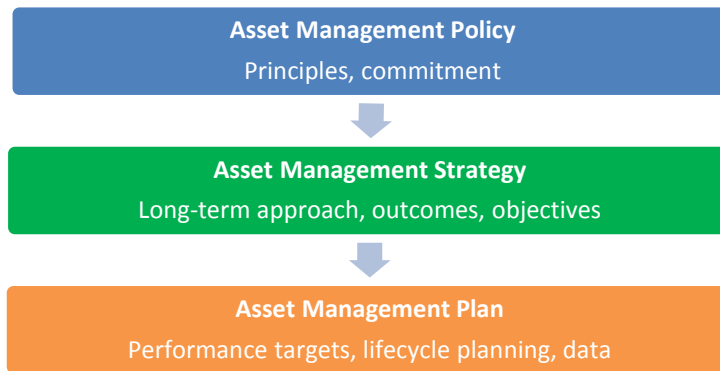 Asset Management Policy
Principles, commitment
Asset Management Strategy
Long-term approach, outcomes, objectives
Asset Management Plan
Performance targets, lifecycle planning, data